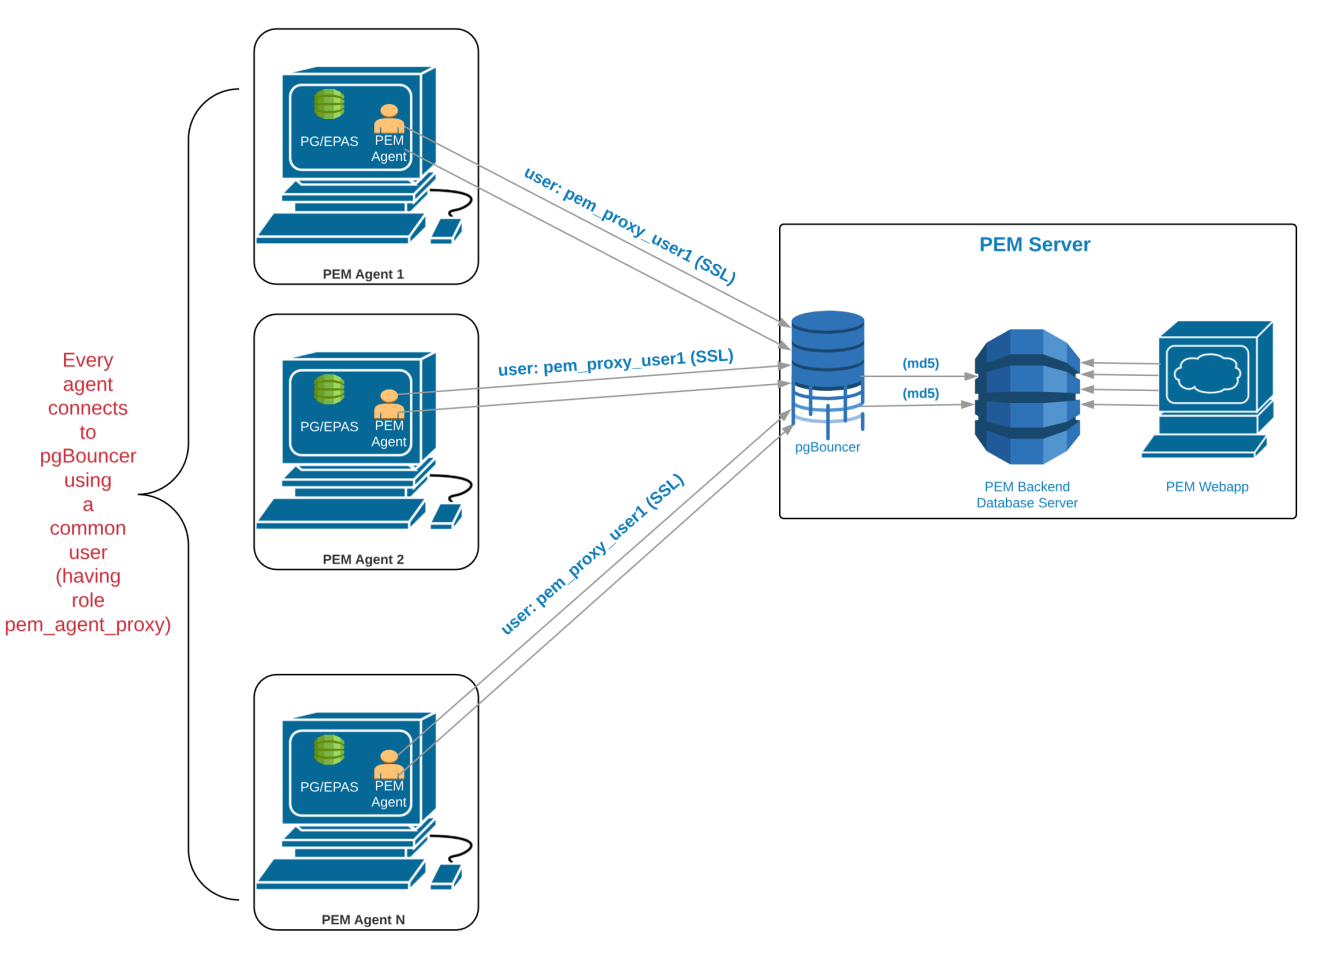 Every
agent
connects
to
pgBouncer
using
a
common
user
(having
role
pem_agent_proxy)
PG/EPAS
PEM
Agent
PEM Agent 1
user: pem_proxy_user1 (SSL)
PG/EPAS
PEM
Agent
PEM Agent 2
user: pem_proxy_user1 (SSL)
PG/EPAS
PEM
Agent
PEM Agent N
user: pem_proxy_user1 (SSL)
PEM Server
pgBouncer
(md5)
(md5)
PEM Backend
Database Server
PEM Webapp